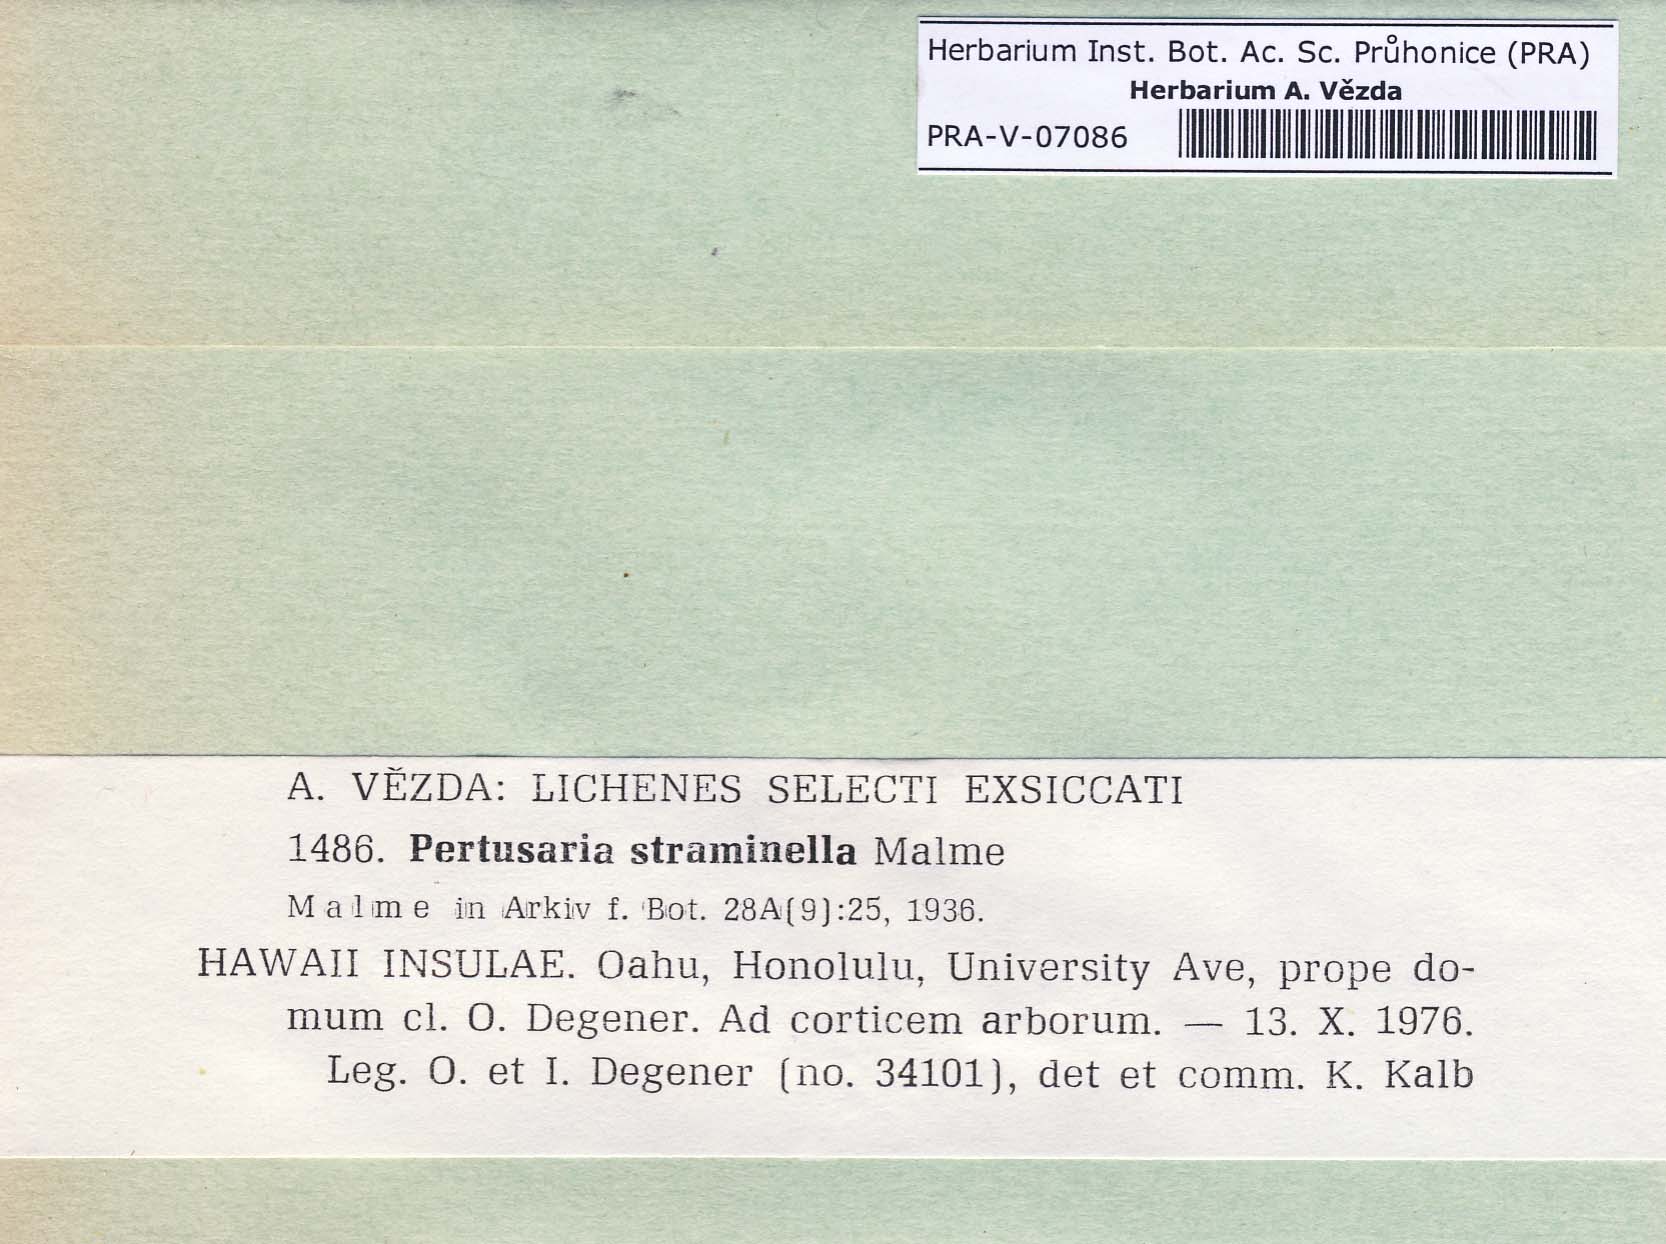 Herbarium Inst. Bot. Ac. Sc. Průhonice (PRA)
Herbarium A. Vězda
PRA-V-07086
A. VĚZDA: LICHENES SELECTI EXSICCATI
1486. Pertusaria straminella Malme
Malme in Arkiv f. Bot. 28A(9):25, 1936.
HAWAII INSULAE. Oahu, Honolulu, University Ave, prope do-
mum cl. O. Degener. Ad corticem arborum. — 13. X. 1976.
Leg. O. et I. Degener (no. 34101), det et comm. K. Kalb